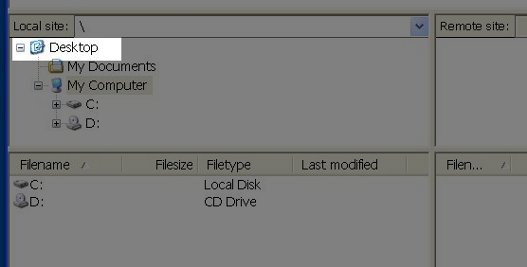 Local site: \ Remote site:
Desktop
My Documents
My Computer
C:
D:
Filename / Filesize Filetype Last modified Filen... /
C: Local Disk
D: CD Drive